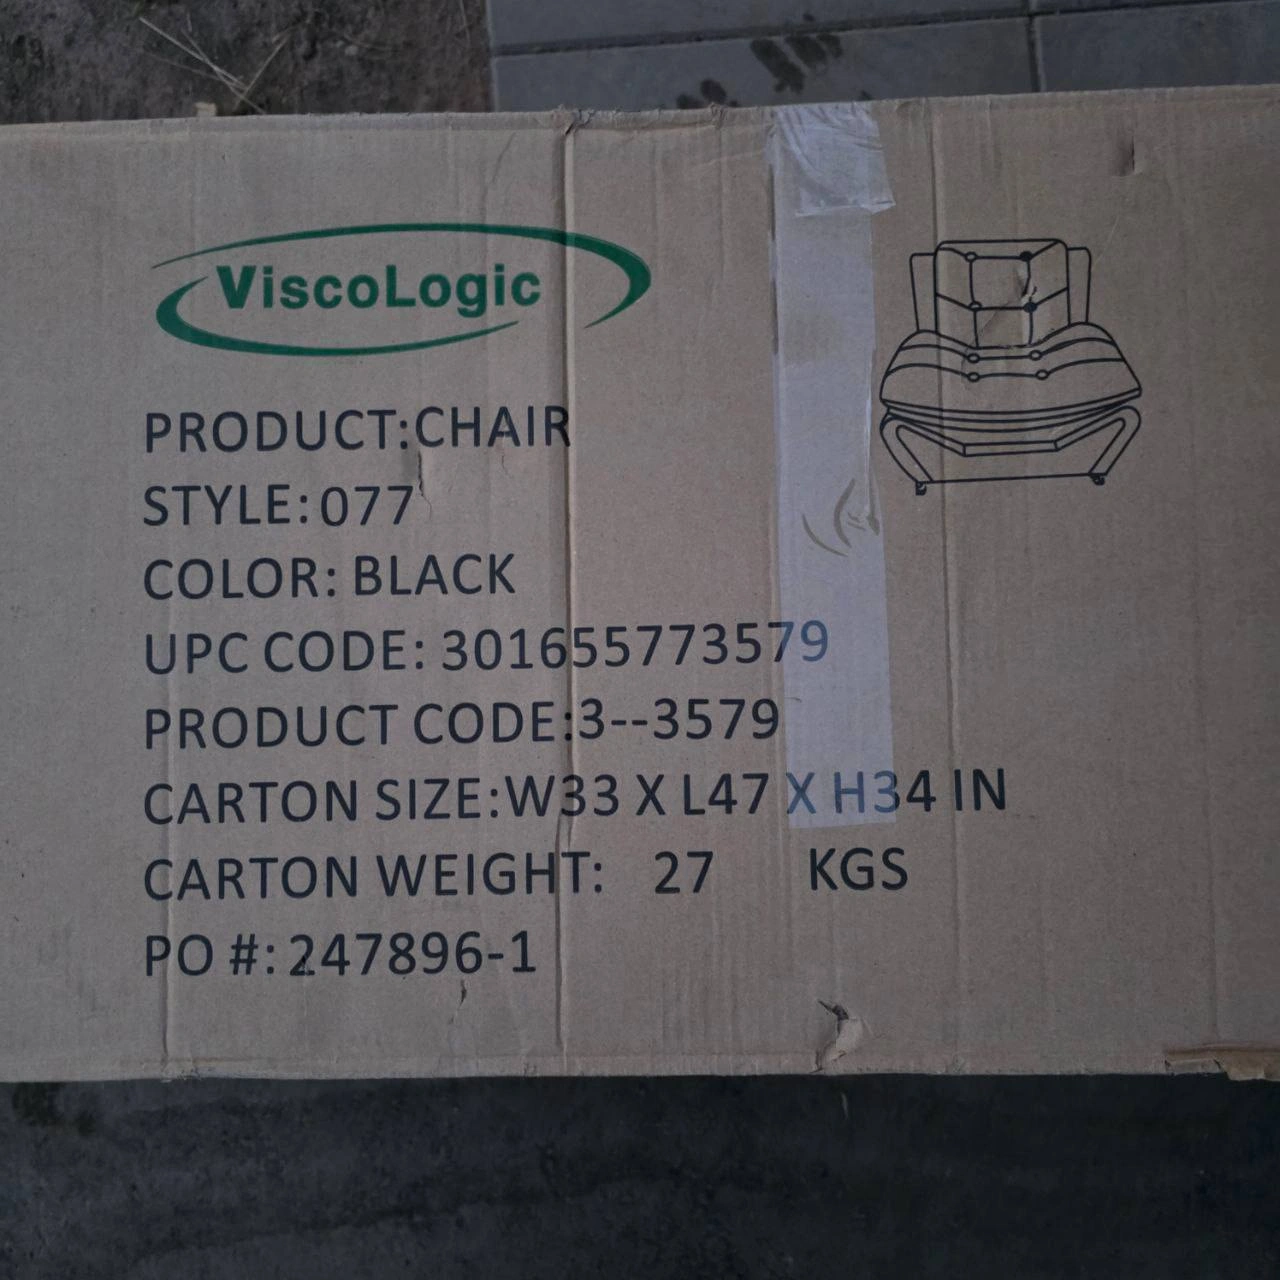 ViscoLogic
PRODUCT:CHAIR
STYLE:077
COLOR: BLACK
UPC CODE: 301655773579
PRODUCT CODE:3--3579
CARTON SIZE:W33 X L47 X H34 IN
CARTON WEIGHT: 27 KGS
PO #: 247896-1